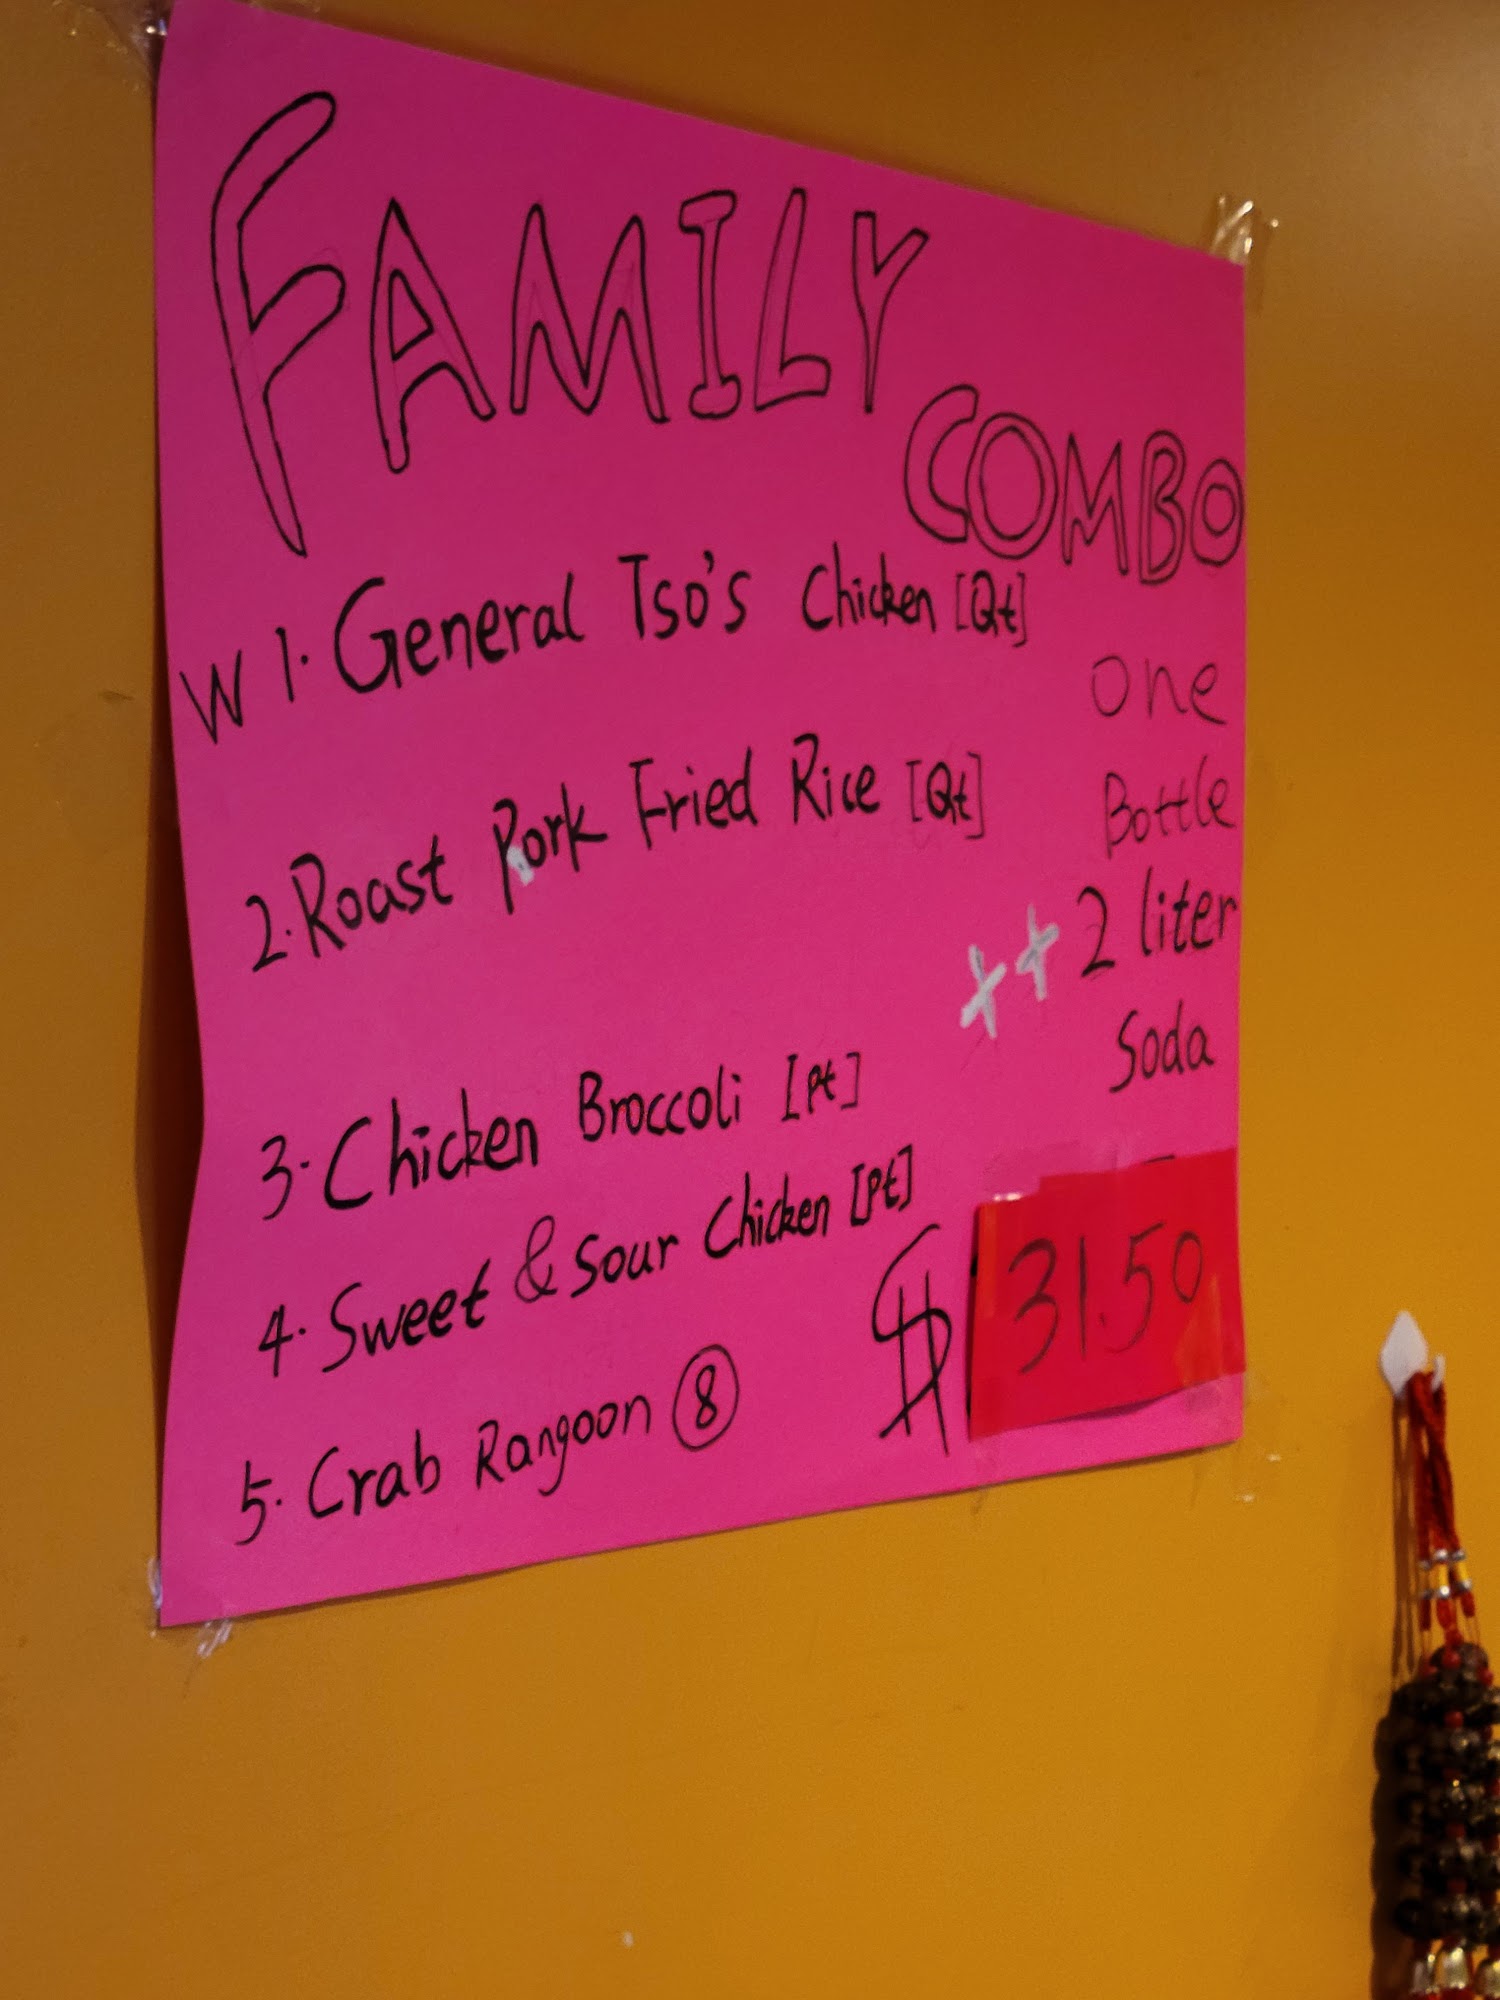 FAMILY
COMBO
W 1. General Tso's Chicken [Qt]
2. Roast Pork Fried Rice [Qt]
3. Chicken Broccoli [Pt]
4. Sweet & Sour Chicken [Pt]
5. Crab Rangoon 8
One
Bottle
++ 2 liter
Soda
$ 31.50